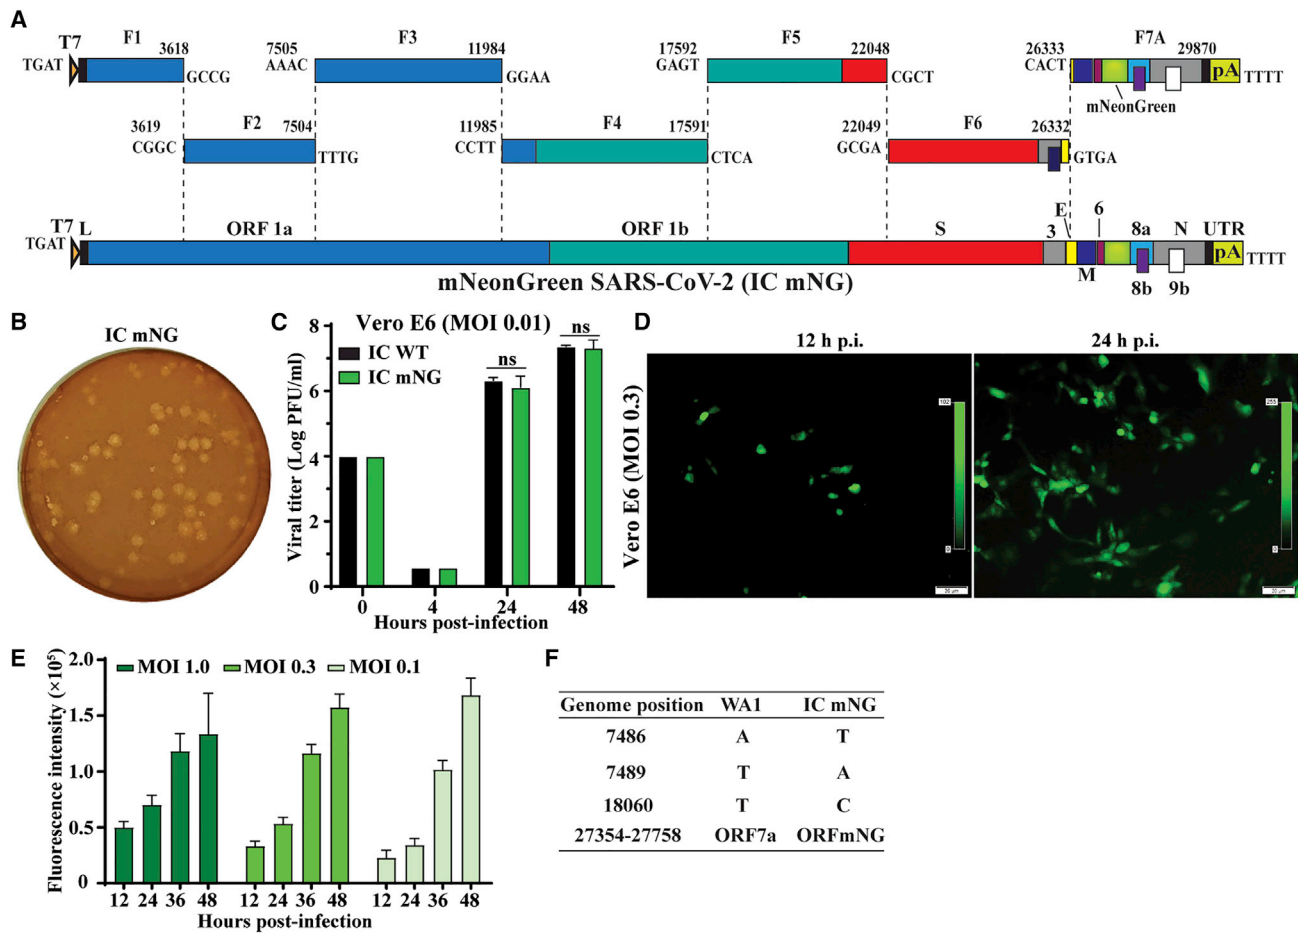 A
T7
F1
3618
7505
F3
11984
17592
F5
22048
26333
F7A
29870
TGAT
GCCG
AAAC
GGAA
GAGT
CGCT
CACT
pA
TTTT
mNeonGreen
3619
F2
7504
11985
F4
17591
22049
F6
26332
CGGC
TTTG
CCTT
CTCA
GCGA
GTGA
T7 L
ORF 1a
ORF 1b
S
3
E
6
8a
N
UTR
TGAT
pA
TTTT
M
8b
9b
mNeonGreen SARS-CoV-2 (IC mNG)
B
IC mNG
C
Vero E6 (MOI 0.01)
IC WT
IC mNG
ns
ns
Viral titer (Log PFU/ml)
8
6
4
2
0
0 4 24 48
Hours post-infection
D
12 h p.i.
24 h p.i.
Vero E6 (MOI 0.3)
102
0
255
0
20 µm
E
MOI 1.0
MOI 0.3
MOI 0.1
Fluorescence intensity (×10⁵)
2.0
1.5
1.0
0.5
0
12 24 36 48 12 24 36 48 12 24 36 48
Hours post-infection
F
Genome position WA1 IC mNG
7486 A T
7489 T A
18060 T C
27354-27758 ORF7a ORFmNG